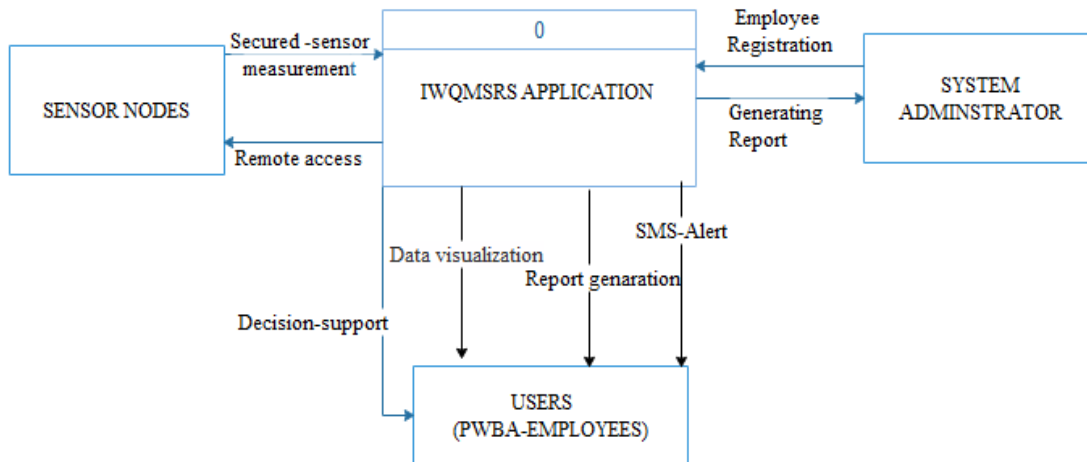 0
IWQMSRS APPLICATION
SENSOR NODES
Secured -sensor
measurement
Remote access
Employee
Registration
Generating
Report
SYSTEM
ADMINSTRATOR
SMS-Alert
Data visualization
Report genaration
Decision-support
USERS
(PWBA-EMPLOYEES)